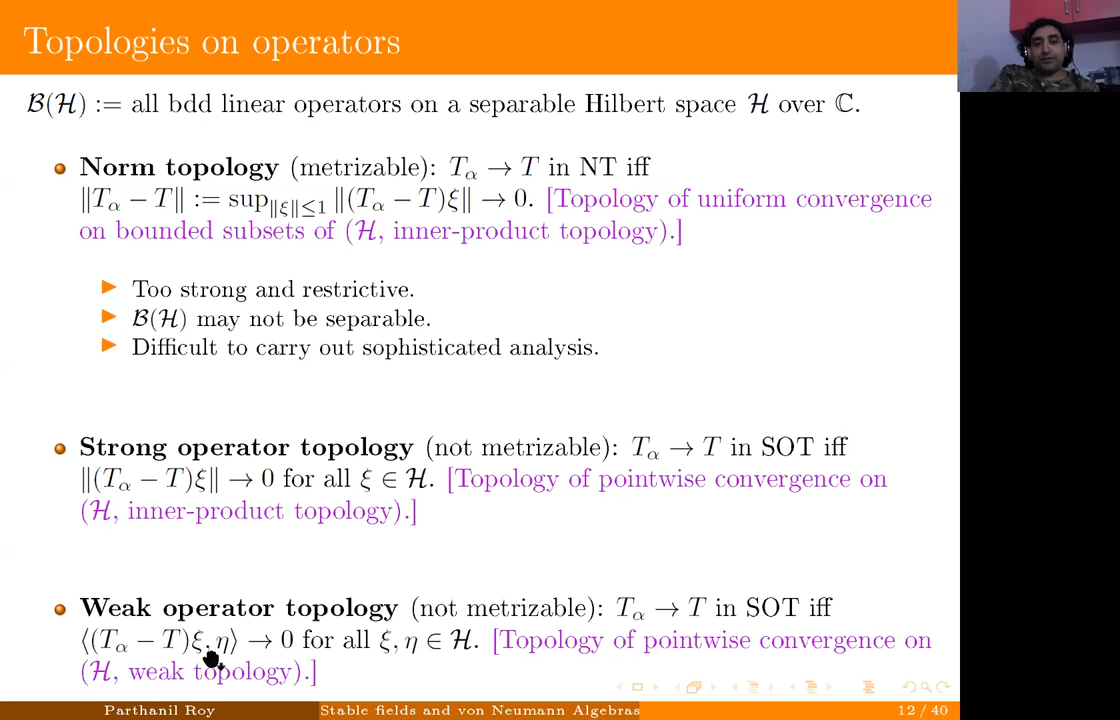 Topologies on operators
B(H) := all bdd linear operators on a separable Hilbert space H over ℂ.
Norm topology (metrizable): T_α → T in NT iff
‖T_α − T‖ := sup_{‖ξ‖≤1} ‖(T_α − T)ξ‖ → 0. [Topology of uniform convergence
on bounded subsets of (H, inner-product topology).]
Too strong and restrictive.
B(H) may not be separable.
Difficult to carry out sophisticated analysis.
Strong operator topology (not metrizable): T_α → T in SOT iff
‖(T_α − T)ξ‖ → 0 for all ξ ∈ H. [Topology of pointwise convergence on
(H, inner-product topology).]
Weak operator topology (not metrizable): T_α → T in SOT iff
⟨(T_α − T)ξ, η⟩ → 0 for all ξ, η ∈ H. [Topology of pointwise convergence on
(H, weak topology).]
Parthanil Roy Stable fields and von Neumann Algebras 12 / 40